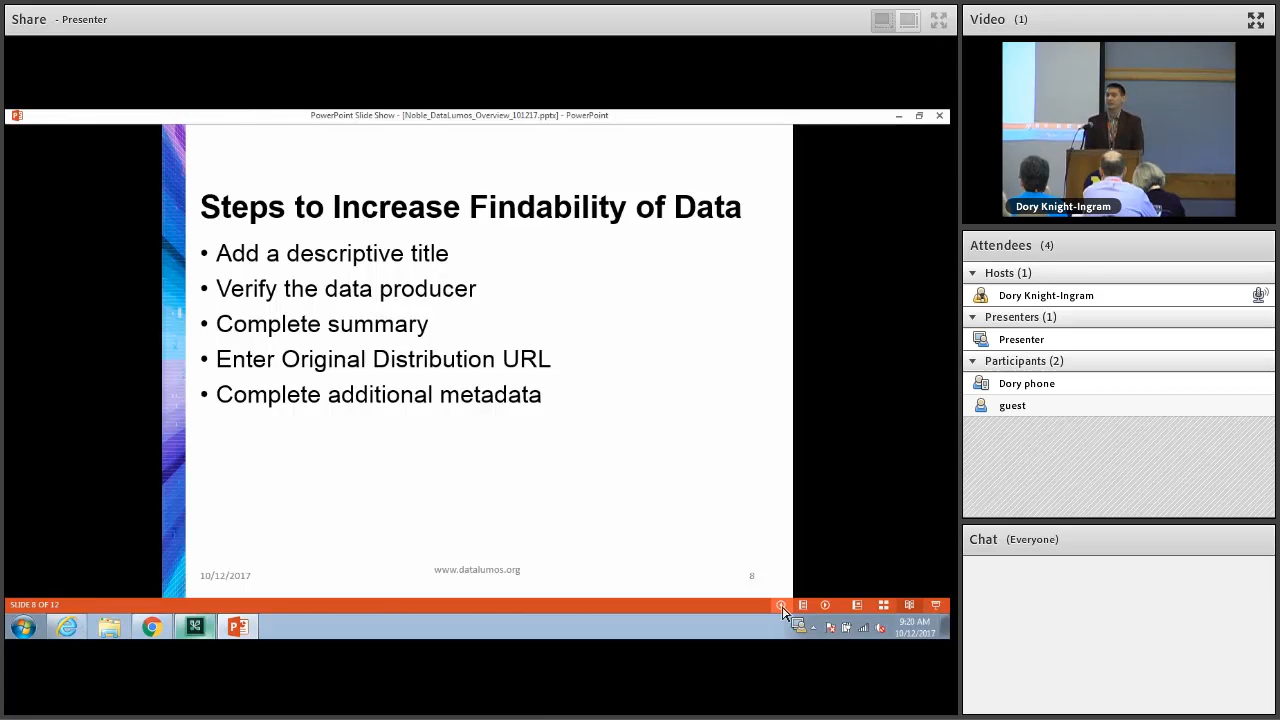 Share - Presenter
PowerPoint Slide Show - [Noble_DataLumos_Overview_101217.pptx] - PowerPoint
Steps to Increase Findability of Data
• Add a descriptive title
• Verify the data producer
• Complete summary
• Enter Original Distribution URL
• Complete additional metadata
10/12/2017
www.datalumos.org
8
SLIDE 8 OF 12
9:20 AM
10/12/2017
Video (1)
Dory Knight-Ingram
Attendees (4)
Hosts (1)
Dory Knight-Ingram
Presenters (1)
Presenter
Participants (2)
Dory phone
guest
Chat (Everyone)